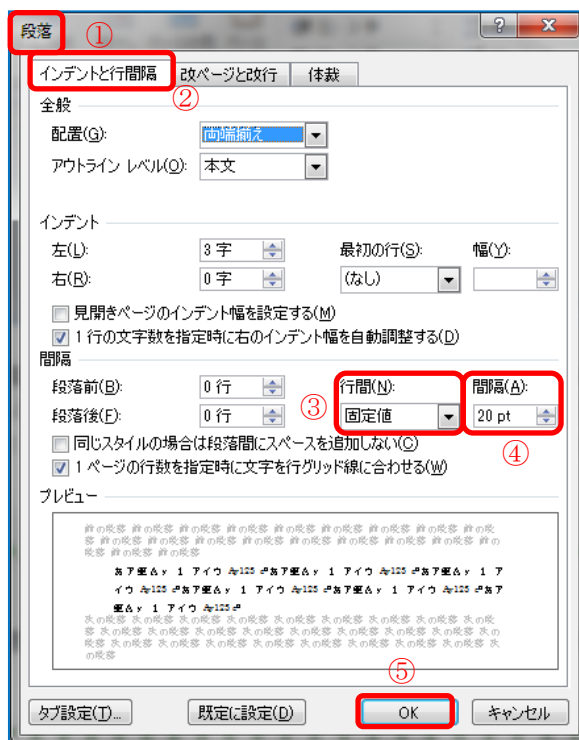 段落 ①
インデントと行間隔 改ページと改行 体裁
②
全般
配置(G): 両端揃え
アウトライン レベル(O): 本文
インデント
左(L): 3 字 最初の行(S): 幅(Y):
右(R): 0 字 (なし)
見開きページのインデント幅を設定する(M)
1 行の文字数を指定時に右のインデント幅を自動調整する(D)
間隔
段落前(B): 0 行 行間(N): 間隔(A):
段落後(F): 0 行 ③ 固定値 20 pt
同じスタイルの場合は段落間にスペースを追加しない(C) ④
1 ページの行数を指定時に文字を行グリッド線に合わせる(W)
プレビュー
⑤
タブ設定(T)... 既定に設定(D) OK キャンセル